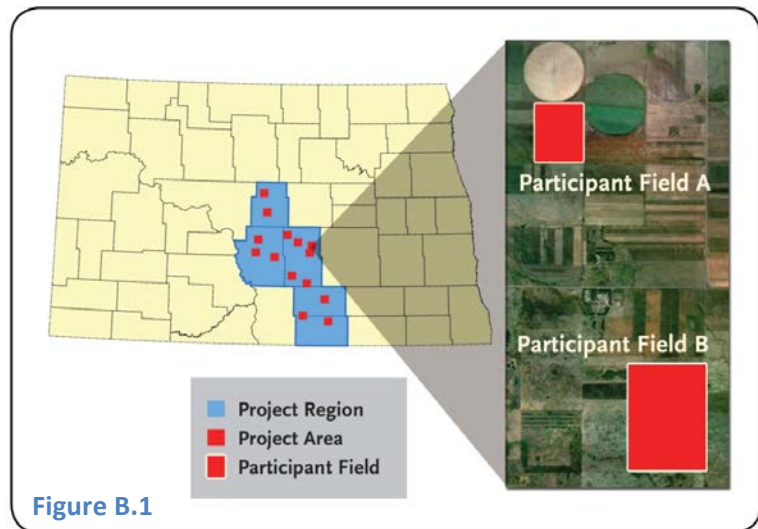 Participant Field A
Participant Field B
Project Region
Project Area
Participant Field
Figure B.1